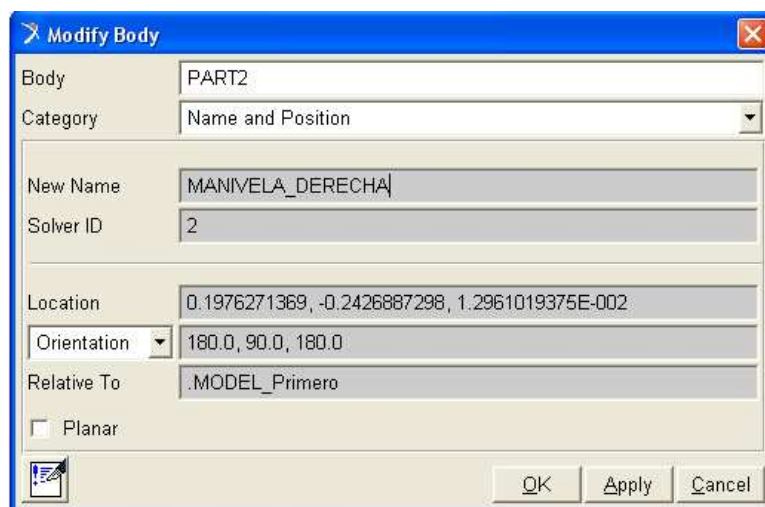 Modify Body
Body PART2
Category Name and Position
New Name MANIVELA_DERECHA
Solver ID 2
Location 0.1976271369, -0.2426887298, 1.2961019375E-002
Orientation 180.0, 90.0, 180.0
Relative To .MODEL_Primero
Planar
OK Apply Cancel